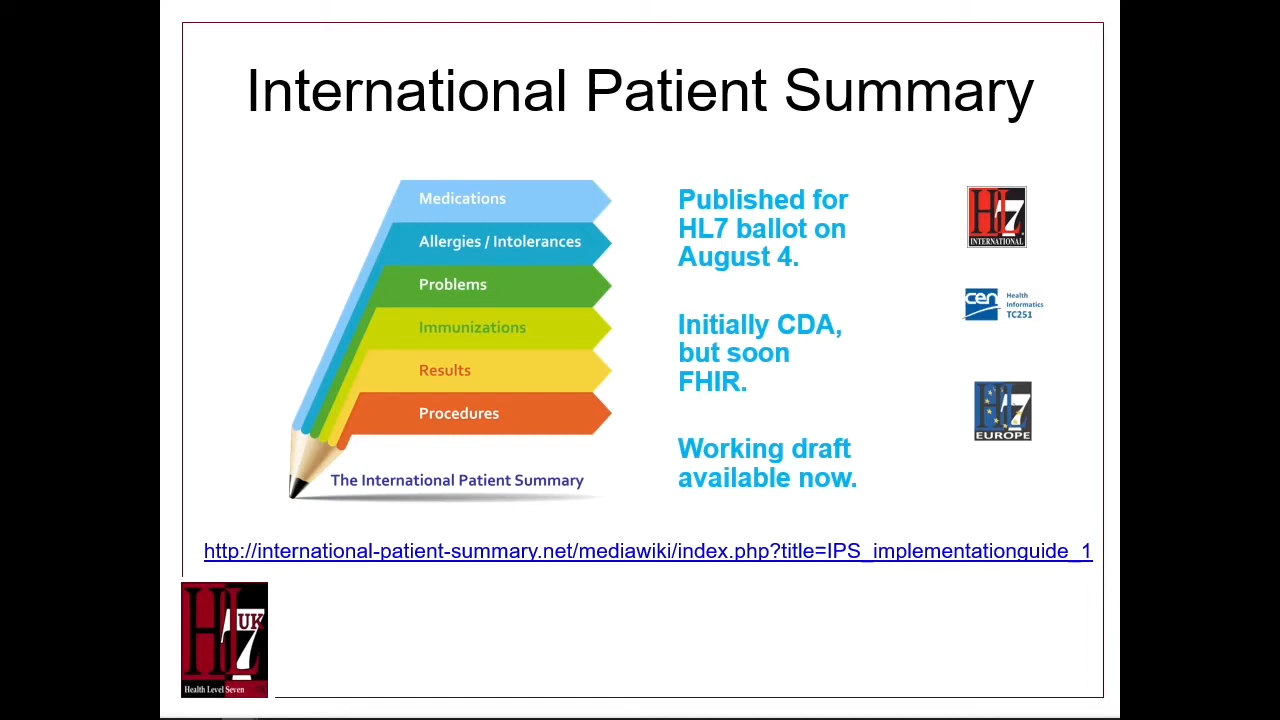 International Patient Summary
Medications
Allergies / Intolerances
Problems
Immunizations
Results
Procedures
The International Patient Summary
Published for
HL7 ballot on
August 4.
Initially CDA,
but soon
FHIR.
Working draft
available now.
HL7
INTERNATIONAL
cen
Health
Informatics
TC251
HL7
EUROPE
http://international-patient-summary.net/mediawiki/index.php?title=IPS_implementationguide_1
HL7
UK
Health Level Seven